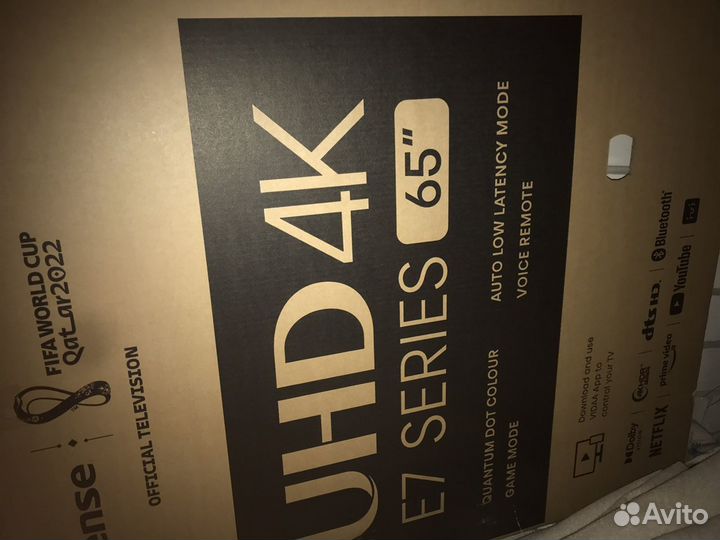 ense
FIFA WORLD CUP
Qatar2022
OFFICIAL TELEVISION
UHD 4K
E7 SERIES 65"
QUANTUM DOT COLOUR
AUTO LOW LATENCY MODE
GAME MODE
VOICE REMOTE
Download and use
VIDAA App to
control your TV
Dolby
dts HD
Bluetooth
NETFLIX
prime video
YouTube
Avito